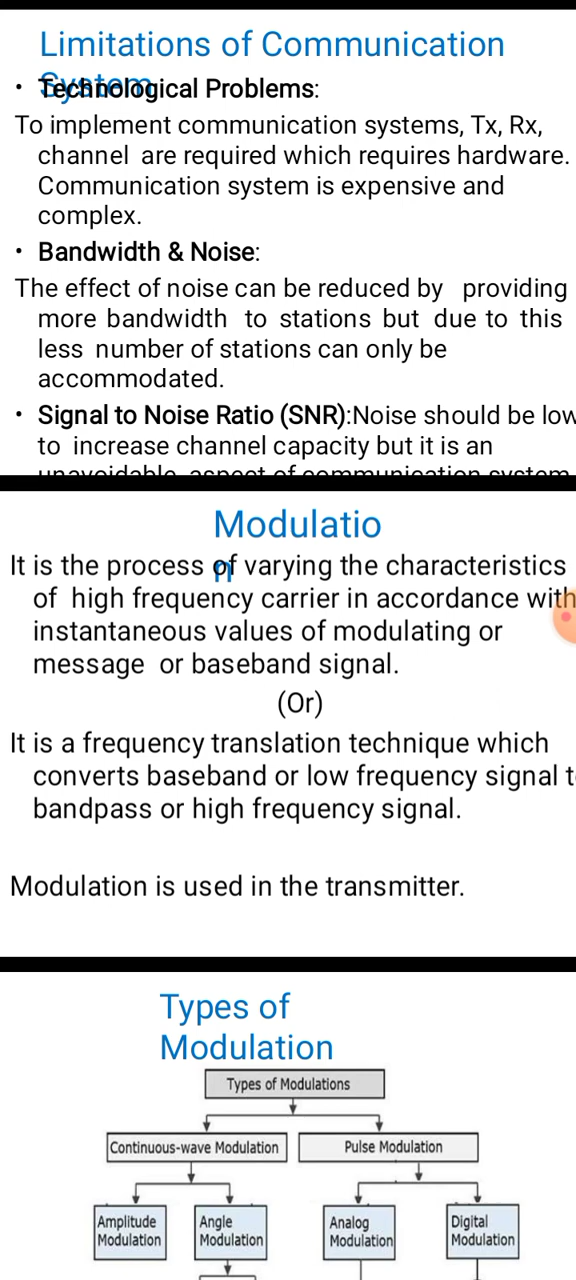 Limitations of Communication
System
• Technological Problems:
To implement communication systems, Tx, Rx,
channel are required which requires hardware.
Communication system is expensive and
complex.
• Bandwidth & Noise:
The effect of noise can be reduced by providing
more bandwidth to stations but due to this
less number of stations can only be
accommodated.
• Signal to Noise Ratio (SNR):Noise should be low
to increase channel capacity but it is an
unavoidable aspect of communication system
Modulatio
n
It is the process of varying the characteristics
of high frequency carrier in accordance with
instantaneous values of modulating or
message or baseband signal.
(Or)
It is a frequency translation technique which
converts baseband or low frequency signal t
bandpass or high frequency signal.
Modulation is used in the transmitter.
Types of
Modulation
Types of Modulations
Continuous-wave Modulation
Pulse Modulation
Amplitude
Modulation
Angle
Modulation
Analog
Modulation
Digital
Modulation